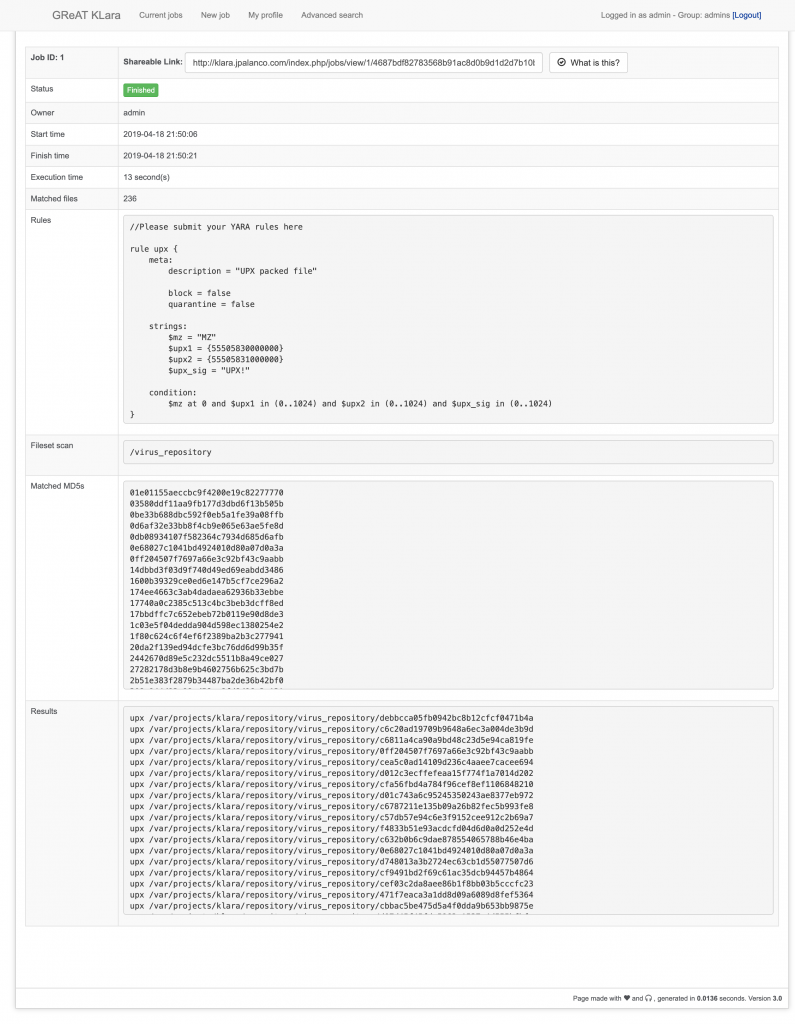 GReAT KLara Current jobs New job My profile Advanced search Logged in as admin - Group: admins [Logout]
Job ID: 1 Shareable Link: http://klara.jpalanco.com/index.php/jobs/view/1/4687bdf82783568b91ac8d0b9d1d2d7b10b What is this?
Status Finished
Owner admin
Start time 2019-04-18 21:50:06
Finish time 2019-04-18 21:50:21
Execution time 13 second(s)
Matched files 236
Rules
//Please submit your YARA rules here
rule upx {
meta:
description = "UPX packed file"
block = false
quarantine = false
strings:
$mz = "MZ"
$upx1 = {55505830000000}
$upx2 = {55505831000000}
$upx_sig = "UPX!"
condition:
$mz at 0 and $upx1 in (0..1024) and $upx2 in (0..1024) and $upx_sig in (0..1024)
}
Fileset scan /virus_repository
Matched MD5s
01e01155aeccbc9f4200e19c82277770
03580ddf11aa9fb177d3dbd6f13b505b
0be33b688dbc592f0eb5a1fe39a08ffb
0d6af32e33bb8f4cb9e065e63ae5fe8d
0db08934107f582364c7934d685d6afb
0e68027c1041bd4924010d80a07d0a3a
0ff204507f7697a66e3c92bf43c9aabb
14dbbd3f03d9f740d49ed69eabdd3486
1600b39329ce0ed6e147b5cf7ce296a2
174ee4663c3ab4dadaea62936b33ebbe
17740a0c2385c513c4bc3beb3dcff8ed
17bbdffc7c652ebeb72b0119e90d8de3
1c03e5f04dedda904d598ec1380254e2
1f80c624c6f4ef6f2389ba2b3c277941
20da2f139ed94dcfe3bc76dd6d99b35f
2442670d89e5c232dc5511b8a49ce027
27282178d3b8e9b4602756b625c3bd7b
2b51e383f2879b34487ba2de36b42bf0
Results
upx /var/projects/klara/repository/virus_repository/debbcca05fb0942bc8b12cfcf0471b4a
upx /var/projects/klara/repository/virus_repository/c6c20ad19709b9648a6ec3a004de3b9d
upx /var/projects/klara/repository/virus_repository/c6811a4ca90a9bd48c23d5e94ca819fe
upx /var/projects/klara/repository/virus_repository/0ff204507f7697a66e3c92bf43c9aabb
upx /var/projects/klara/repository/virus_repository/cea5c0ad14109d236c4aaee7cacee694
upx /var/projects/klara/repository/virus_repository/d012c3ecffefeaa15f774f1a7014d202
upx /var/projects/klara/repository/virus_repository/cfa56fbd4a784f96cef8ef1106848210
upx /var/projects/klara/repository/virus_repository/d01c743a6c95245350243ae8377eb972
upx /var/projects/klara/repository/virus_repository/c6787211e135b09a26b82fec5b993fe8
upx /var/projects/klara/repository/virus_repository/c57db57e94c6e3f9152cee912c2b69a7
upx /var/projects/klara/repository/virus_repository/f4833b51e93acdcfd04d6d0a0d252e4d
upx /var/projects/klara/repository/virus_repository/c632b0b6c9dae878554065788b46e4ba
upx /var/projects/klara/repository/virus_repository/0e68027c1041bd4924010d80a07d0a3a
upx /var/projects/klara/repository/virus_repository/d748013a3b2724ec63cb1d55077507d6
upx /var/projects/klara/repository/virus_repository/cf9491bd2f69c61ac35dcb94457b4864
upx /var/projects/klara/repository/virus_repository/cef03c2da8aee86b1f8bb03b5cccfc23
upx /var/projects/klara/repository/virus_repository/471f7eaca3a1dd8d09a6089d8fef5364
upx /var/projects/klara/repository/virus_repository/cbbac5be475d5a4f0dda9b653bb9875e
Page made with ♥ and , generated in 0.0136 seconds. Version 3.0